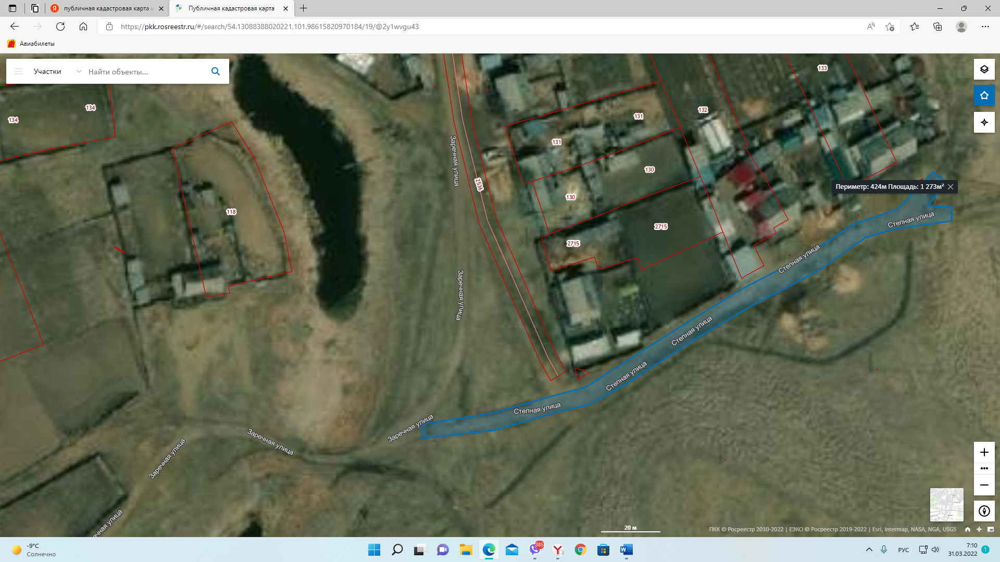 публичная кадастровая карта и
Публичная кадастровая карта
https://pkk.rosreestr.ru/#/search/54.13088388020221,101.98615820970184/19/@2y1wvgu43
Авиабилеты
Участки
Найти объекты...
133
134
134
132
131
131
130
130
118
2536
2715
2715
Заречная улица
Заречная улица
Периметр: 424м Площадь: 1 273м²
Степная улица
Степная улица
Степная улица
Степная улица
Степная улица
Заречная улица
Заречная улица
Заречная улица
20 м
ПКК © Росреестр 2010-2022 | ЕЭКО © Росреестр 2019-2022 | Esri, Intermap, NASA, NGA, USGS
-9°C
Солнечно
385
РУС
7:10
31.03.2022
1